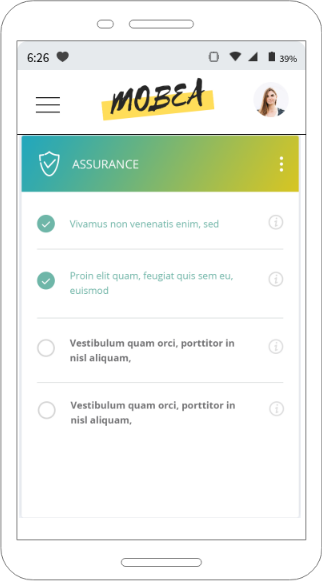 6:26
39%
MOBEA
ASSURANCE
Vivamus non venenatis enim, sed
Proin elit quam, feugiat quis sem eu,
euismod
Vestibulum quam orci, porttitor in
nisl aliquam,
Vestibulum quam orci, porttitor in
nisl aliquam,